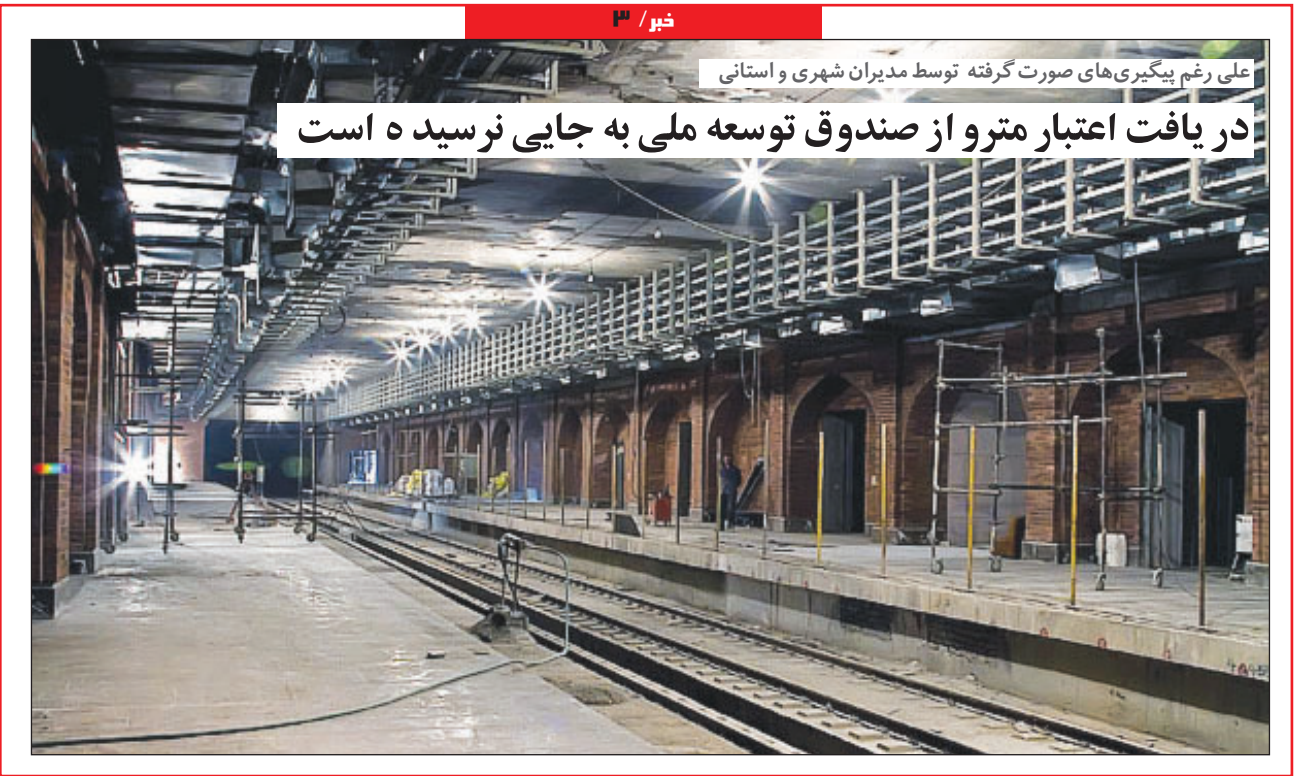 خبر/ ۳
علی رغم پیگیری‌های صورت گرفته توسط مدیران شهری و استانی
در یافت اعتبار مترو از صندوق توسعه ملی به جایی نرسید ه است